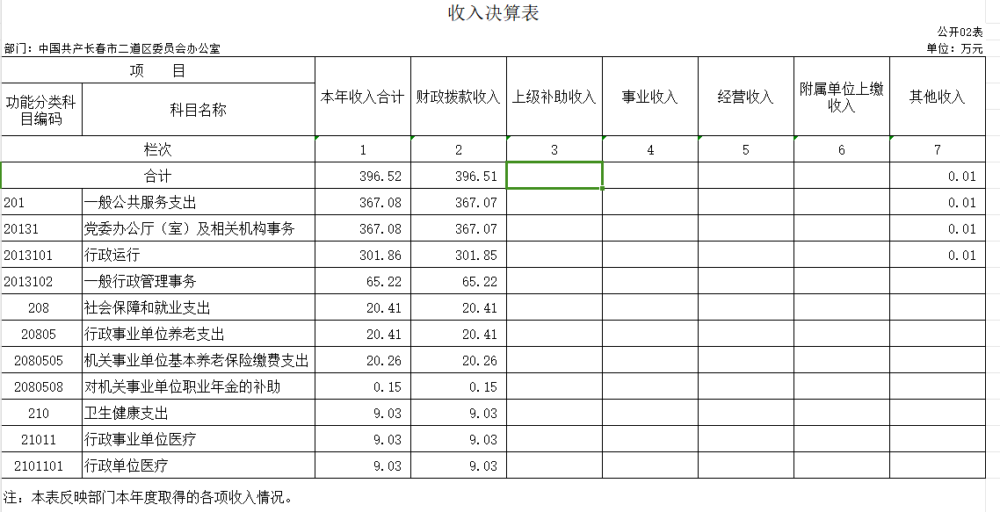 收入决算表
公开02表
部门：中国共产长春市二道区委员会办公室 单位：万元
项 目 本年收入合计 财政拨款收入 上级补助收入 事业收入 经营收入 附属单位上缴收入 其他收入
功能分类科目编码 科目名称
栏次 1 2 3 4 5 6 7
合计 396.52 396.51 0.01
201 一般公共服务支出 367.08 367.07 0.01
20131 党委办公厅（室）及相关机构事务 367.08 367.07 0.01
2013101 行政运行 301.86 301.85 0.01
2013102 一般行政管理事务 65.22 65.22
208 社会保障和就业支出 20.41 20.41
20805 行政事业单位养老支出 20.41 20.41
2080505 机关事业单位基本养老保险缴费支出 20.26 20.26
2080508 对机关事业单位职业年金的补助 0.15 0.15
210 卫生健康支出 9.03 9.03
21011 行政事业单位医疗 9.03 9.03
2101101 行政单位医疗 9.03 9.03
注：本表反映部门本年度取得的各项收入情况。